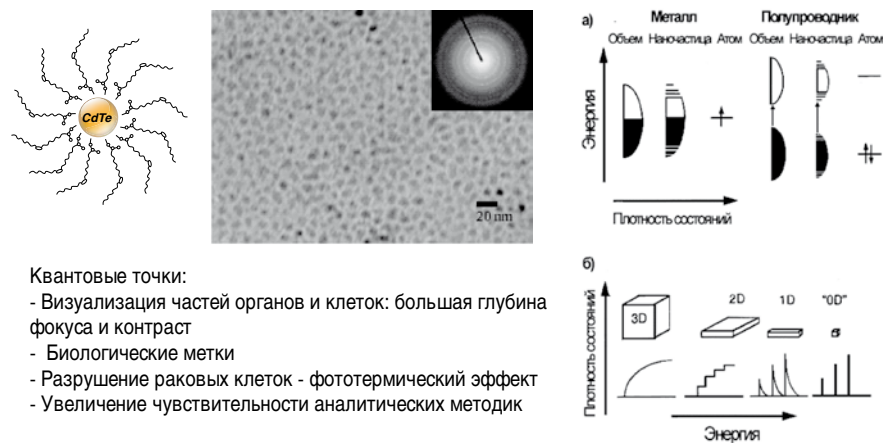 CdTe
20 nm
Квантовые точки:
- Визуализация частей органов и клеток: большая глубина
фокуса и контраст
- Биологические метки
- Разрушение раковых клеток - фототермический эффект
- Увеличение чувствительности аналитических методик
а)
Металл
Полупроводник
Объем Наночастица Атом
Объем Наночастица Атом
Энергия
Плотность состояний
б)
Плотность состояний
3D
2D
1D
"0D"
Энергия